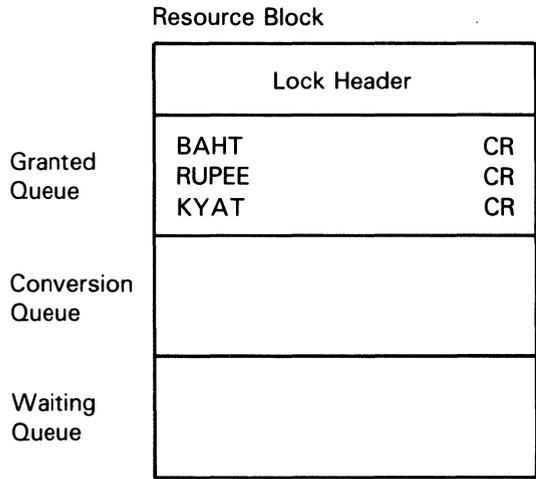 Resource Block
Lock Header
Granted
Queue
BAHT CR
RUPEE CR
KYAT CR
Conversion
Queue
Waiting
Queue